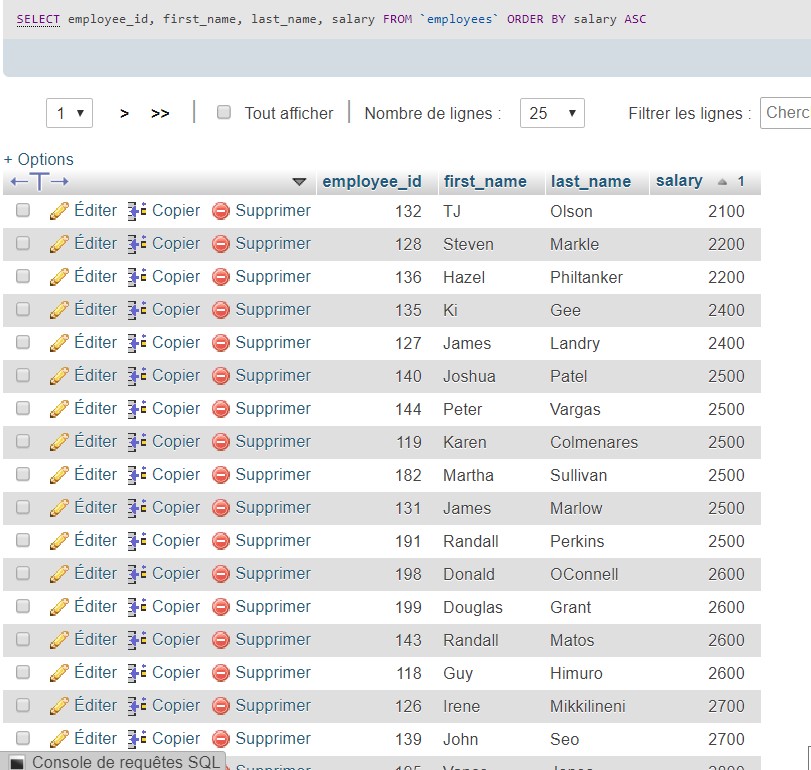 SELECT employee_id, first_name, last_name, salary FROM `employees` ORDER BY salary ASC
1 > >> Tout afficher Nombre de lignes : 25 Filtrer les lignes : Cherc
+ Options
←T→ employee_id first_name last_name salary 1
Éditer Copier Supprimer 132 TJ Olson 2100
Éditer Copier Supprimer 128 Steven Markle 2200
Éditer Copier Supprimer 136 Hazel Philtanker 2200
Éditer Copier Supprimer 135 Ki Gee 2400
Éditer Copier Supprimer 127 James Landry 2400
Éditer Copier Supprimer 140 Joshua Patel 2500
Éditer Copier Supprimer 144 Peter Vargas 2500
Éditer Copier Supprimer 119 Karen Colmenares 2500
Éditer Copier Supprimer 182 Martha Sullivan 2500
Éditer Copier Supprimer 131 James Marlow 2500
Éditer Copier Supprimer 191 Randall Perkins 2500
Éditer Copier Supprimer 198 Donald OConnell 2600
Éditer Copier Supprimer 199 Douglas Grant 2600
Éditer Copier Supprimer 143 Randall Matos 2600
Éditer Copier Supprimer 118 Guy Himuro 2600
Éditer Copier Supprimer 126 Irene Mikkilineni 2700
Éditer Copier Supprimer 139 John Seo 2700
Console de requêtes SQL